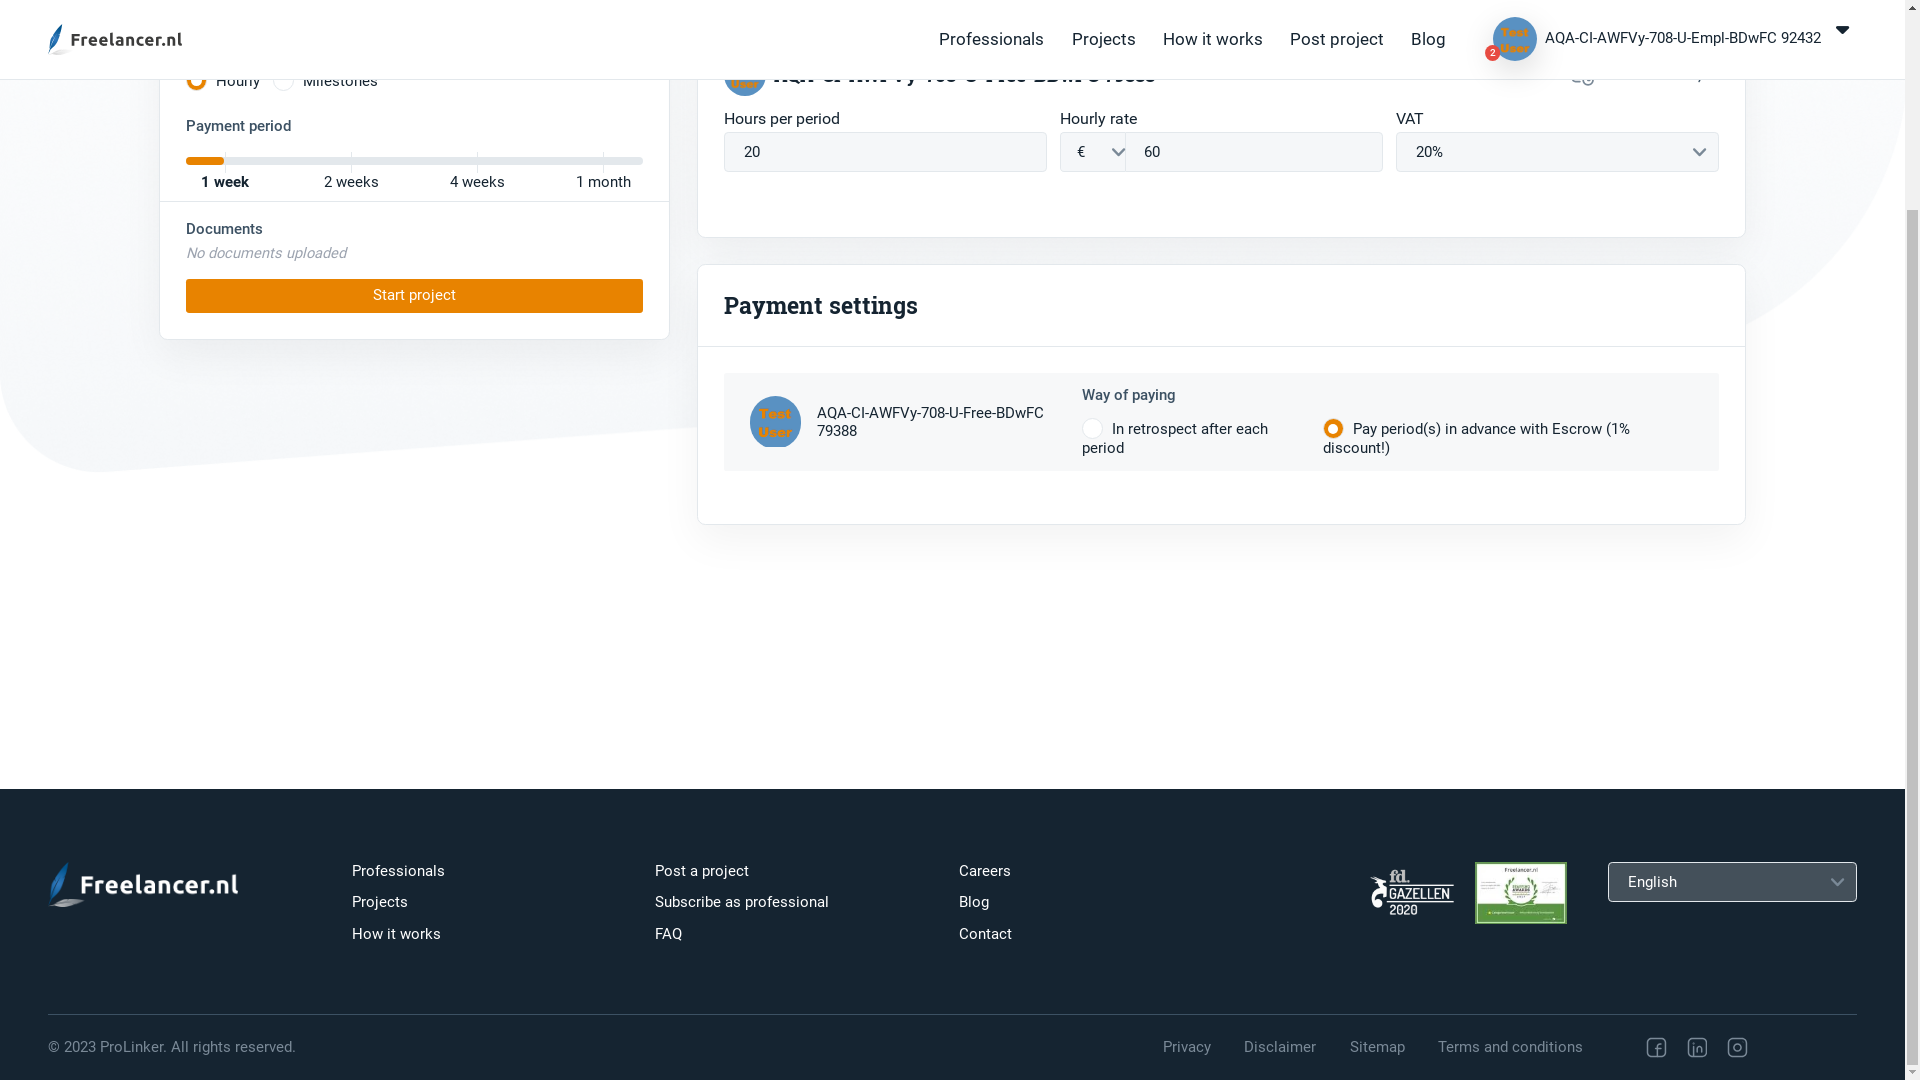 Freelancer.nl
Professionals
Projects
How it works
Post project
Blog
Test
User
2
AQA-CI-AWFVy-708-U-Empl-BDwFC 92432
Hourly
Milestones
Payment period
1 week
2 weeks
4 weeks
1 month
Documents
No documents uploaded
Start project
Hours per period
Hourly rate
VAT
20
€
60
20%
Payment settings
Test
User
AQA-CI-AWFVy-708-U-Free-BDwFC
79388
Way of paying
In retrospect after each
period
Pay period(s) in advance with Escrow (1%
discount!)
Freelancer.nl
Professionals
Projects
How it works
Post a project
Subscribe as professional
FAQ
Careers
Blog
Contact
fd.
GAZELLEN
2020
Freelancer.nl
English
© 2023 ProLinker. All rights reserved.
Privacy
Disclaimer
Sitemap
Terms and conditions